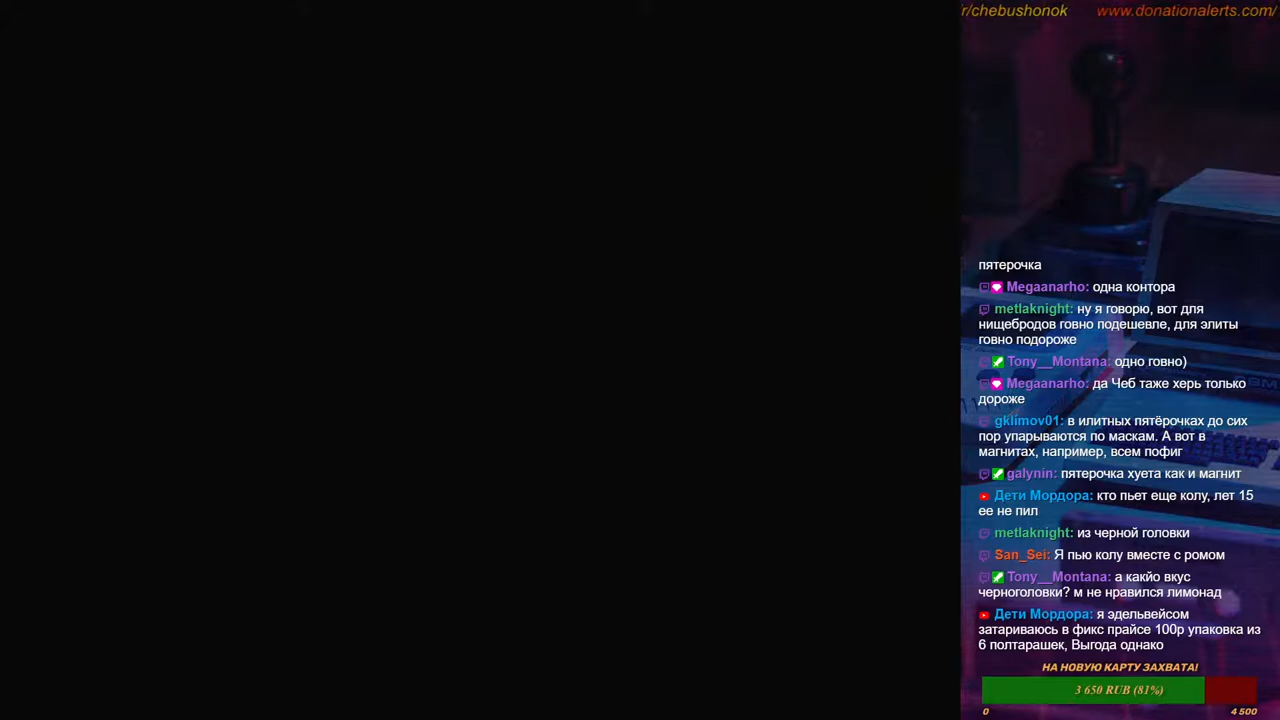 r/chebushonok www.donationalerts.com/
пятерочка
Megaanarho: одна контора
metlaknight: ну я говорю, вот для
нищебродов говно подешевле, для элиты
говно подороже
Tony__Montana: одно говно)
Megaanarho: да Чеб таже херь только
дороже
gklimov01: в илитных пятёрочках до сих
пор упарываются по маскам. А вот в
магнитах, например, всем пофиг
galynin: пятерочка хуета как и магнит
Дети Мордора: кто пьет еще колу, лет 15
ее не пил
metlaknight: из черной головки
San_Sei: Я пью колу вместе с ромом
Tony__Montana: а какйо вкус
черноголовки? м не нравился лимонад
Дети Мордора: я эдельвейсом
затариваюсь в фикс прайсе 100р упаковка из
6 полтарашек, Выгода однако
НА НОВУЮ КАРТУ ЗАХВАТА!
3 650 RUB (81%)
0 4 500